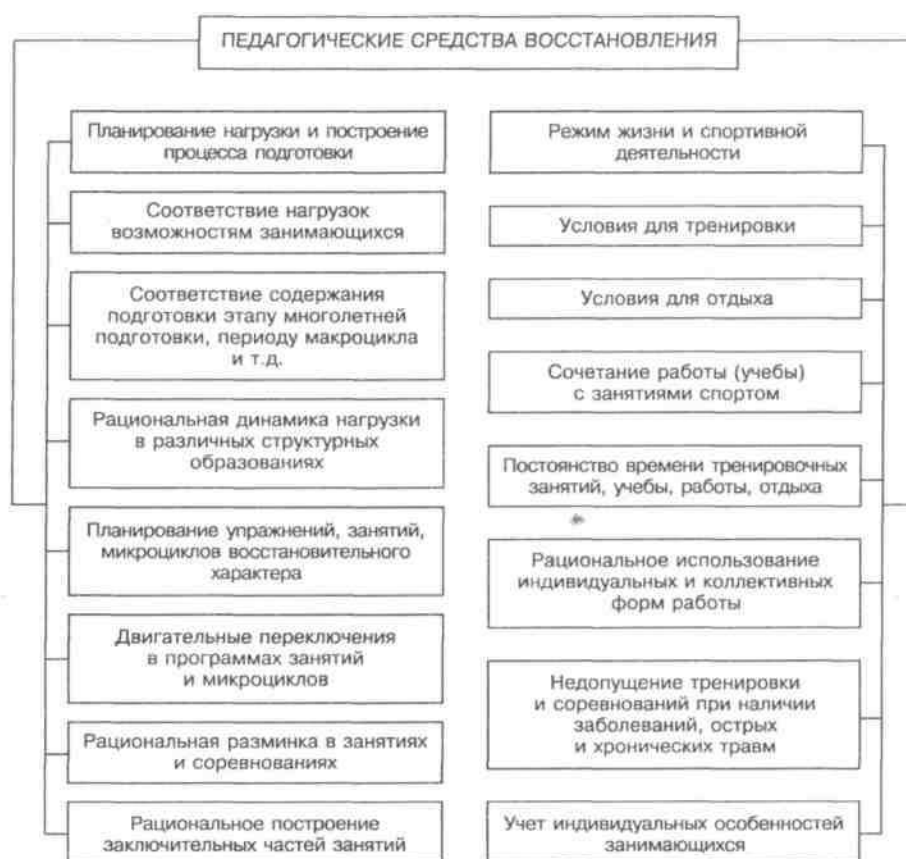 ПЕДАГОГИЧЕСКИЕ СРЕДСТВА ВОССТАНОВЛЕНИЯ
Планирование нагрузки и построение
процесса подготовки
Соответствие нагрузок
возможностям занимающихся
Соответствие содержания
подготовки этапу многолетней
подготовки, периоду макроцикла
и т.д.
Рациональная динамика нагрузки
в различных структурных
образованиях
Планирование упражнений, занятий,
микроциклов восстановительного
характера
Двигательные переключения
в программах занятий
и микроциклов
Рациональная разминка в занятиях
и соревнованиях
Рациональное построение
заключительных частей занятий
Режим жизни и спортивной
деятельности
Условия для тренировки
Условия для отдыха
Сочетание работы (учебы)
с занятиями спортом
Постоянство времени тренировочных
занятий, учебы, работы, отдыха
Рациональное использование
индивидуальных и коллективных
форм работы
Недопущение тренировки
и соревнований при наличии
заболеваний, острых
и хронических травм
Учет индивидуальных особенностей
занимающихся